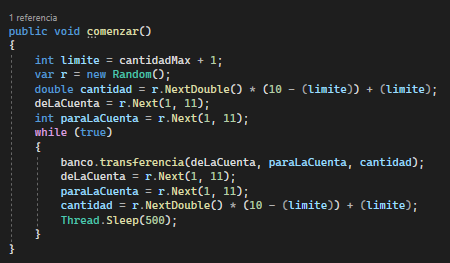 1 referencia
public void comenzar()
{
int limite = cantidadMax + 1;
var r = new Random();
double cantidad = r.NextDouble() * (10 - (limite)) + (limite);
deLaCuenta = r.Next(1, 11);
int paraLaCuenta = r.Next(1, 11);
while (true)
{
banco.transferencia(deLaCuenta, paraLaCuenta, cantidad);
deLaCuenta = r.Next(1, 11);
paraLaCuenta = r.Next(1, 11);
cantidad = r.NextDouble() * (10 - (limite)) + (limite);
Thread.Sleep(500);
}
}